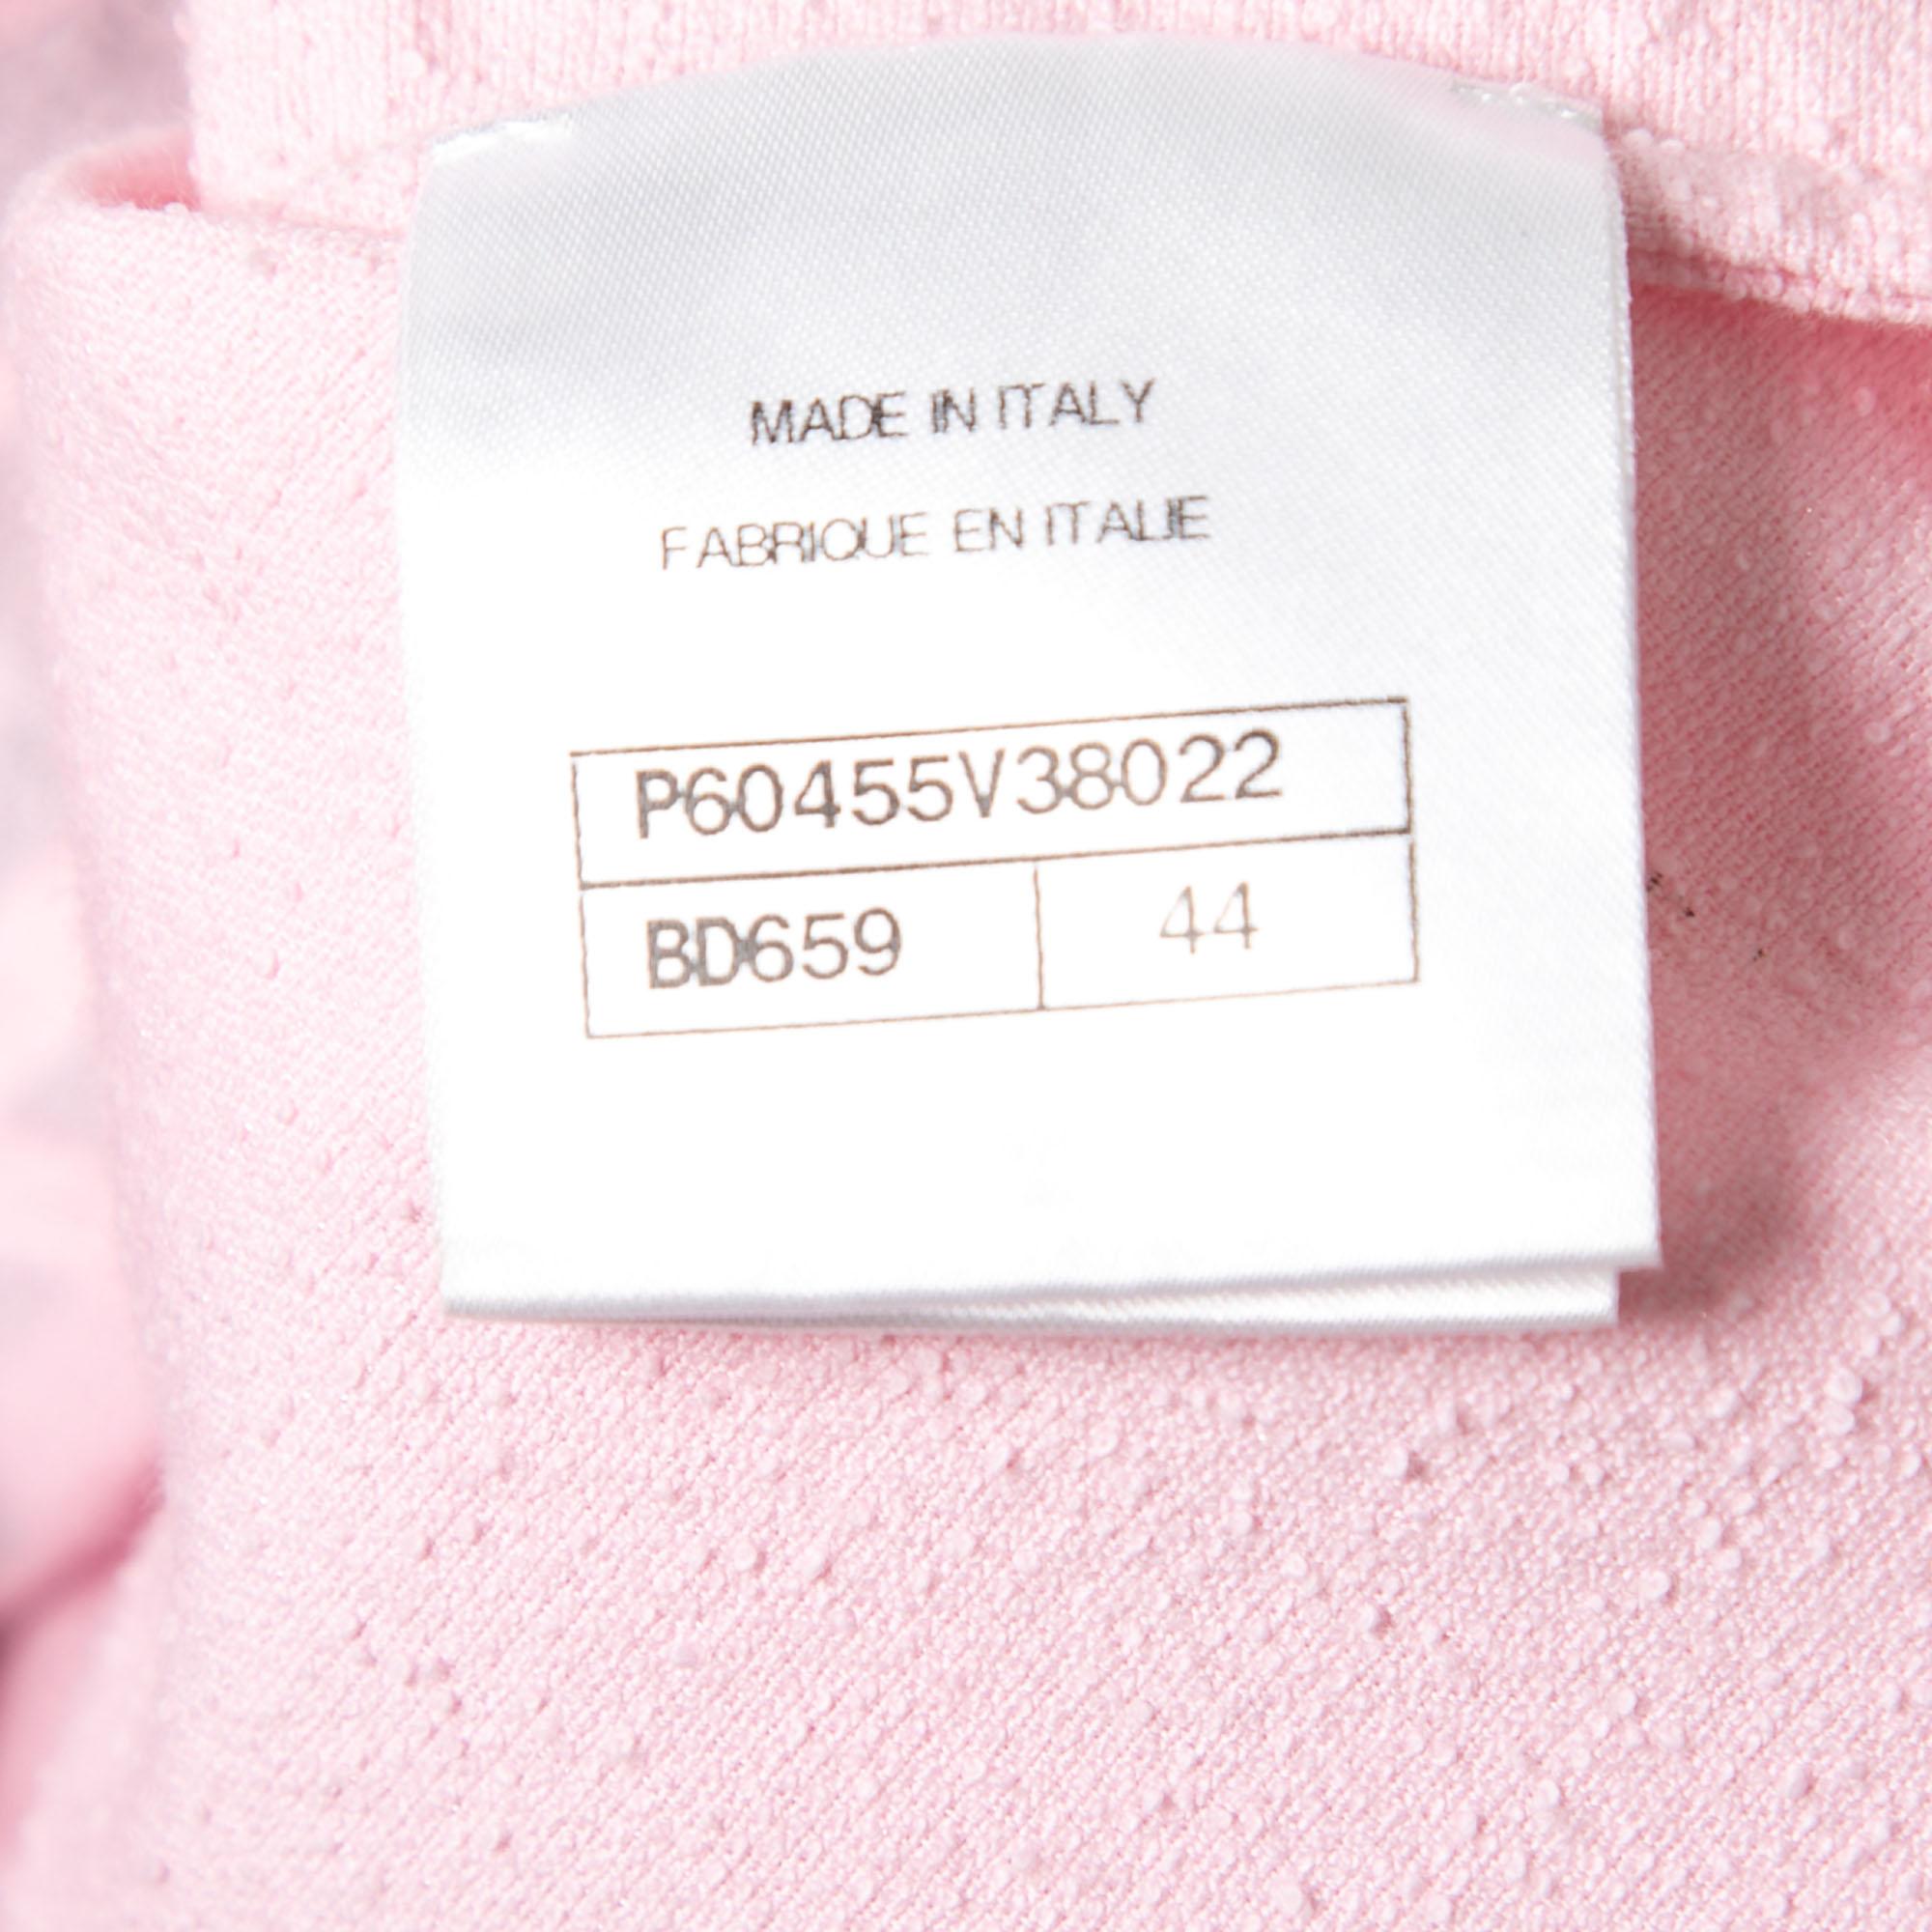 MADE IN ITALY
FABRIQUE EN ITALIE
P60455V38022
BD659 44